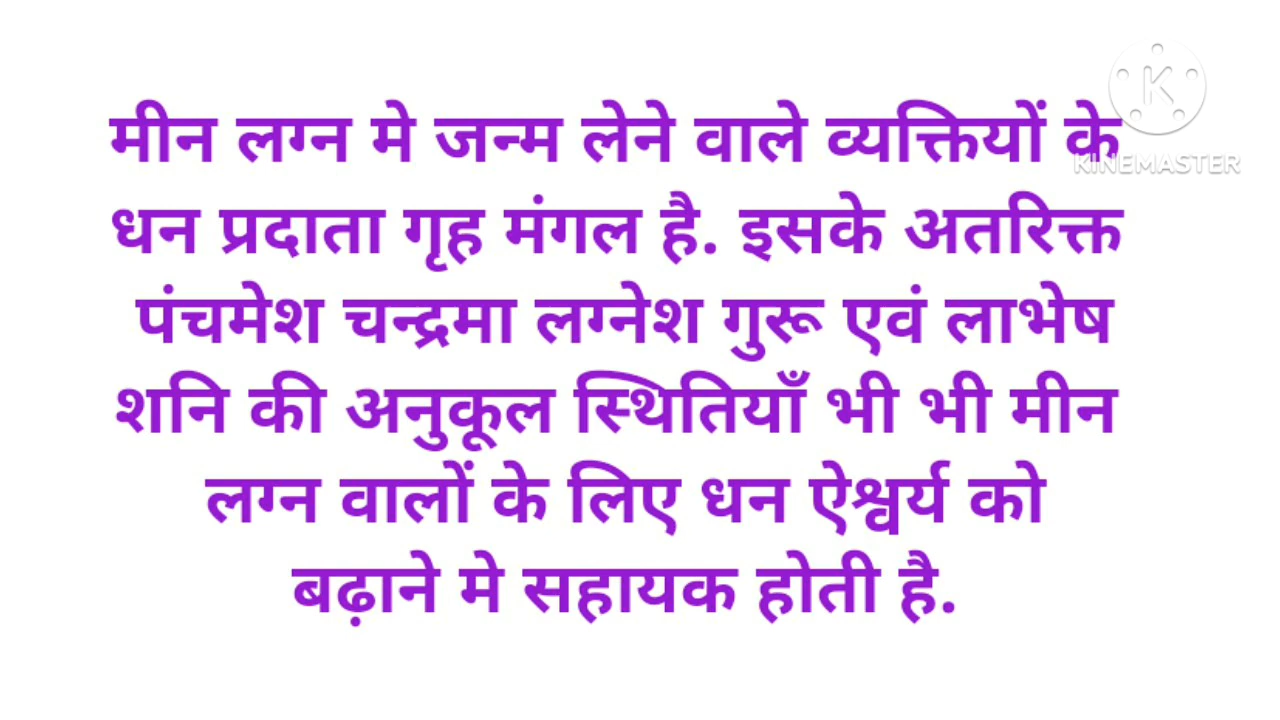 मीन लग्न मे जन्म लेने वाले व्यक्तियों के
धन प्रदाता गृह मंगल है. इसके अतरिक्त
पंचमेश चन्द्रमा लग्नेश गुरू एवं लाभेष
शनि की अनुकूल स्थितियाँ भी भी मीन
लग्न वालों के लिए धन ऐश्वर्य को
बढ़ाने मे सहायक होती है.
K
KINEMASTER